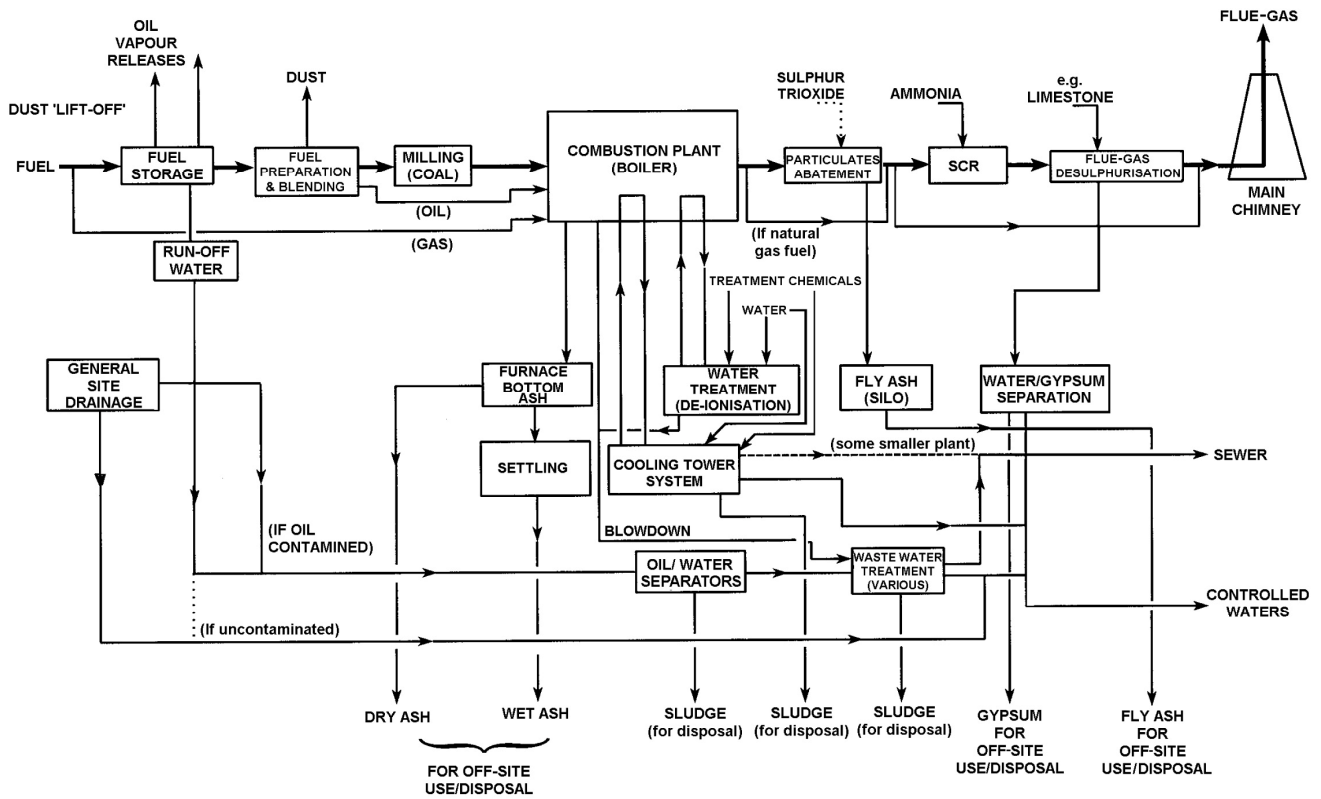 FLUE-GAS
OIL
VAPOUR
RELEASES
DUST
SULPHUR
TRIOXIDE
AMMONIA
e.g.
LIMESTONE
DUST 'LIFT-OFF'
FUEL
FUEL
STORAGE
FUEL
PREPARATION
& BLENDING
MILLING
(COAL)
COMBUSTION PLANT
(BOILER)
PARTICULATES
ABATEMENT
SCR
FLUE-GAS
DESULPHURISATION
MAIN
CHIMNEY
(OIL)
(GAS)
(If natural
gas fuel)
RUN-OFF
WATER
TREATMENT CHEMICALS
WATER
GENERAL
SITE
DRAINAGE
FURNACE
BOTTOM
ASH
WATER
TREATMENT
(DE-IONISATION)
FLY ASH
(SILO)
WATER/GYPSUM
SEPARATION
SETTLING
COOLING TOWER
SYSTEM
(some smaller plant)
SEWER
(IF OIL
CONTAMINED)
BLOWDOWN
OIL/ WATER
SEPARATORS
WASTE WATER
TREATMENT
(VARIOUS)
CONTROLLED
WATERS
(If uncontaminated)
DRY ASH
WET ASH
FOR OFF-SITE
USE/DISPOSAL
SLUDGE
(for disposal)
SLUDGE
(for disposal)
SLUDGE
(for disposal)
GYPSUM
FOR
OFF-SITE
USE/DISPOSAL
FLY ASH
FOR
OFF-SITE
USE/DISPOSAL